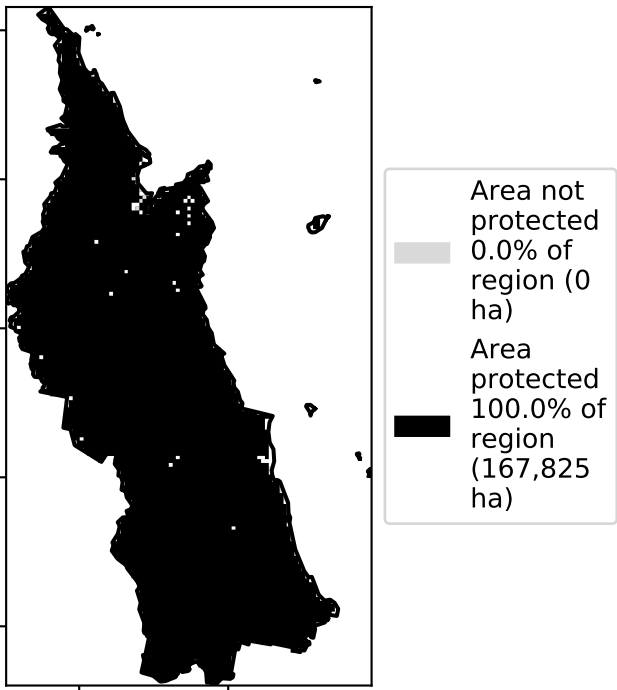 Area not
protected
0.0% of
region (0
ha)
Area
protected
100.0% of
region
(167,825
ha)